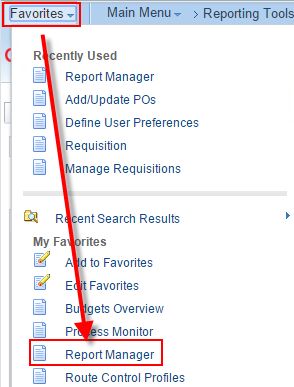 Favorites Main Menu > Reporting Tools
Recently Used
Report Manager
Add/Update POs
Define User Preferences
Requisition
Manage Requisitions
Recent Search Results
My Favorites
Add to Favorites
Edit Favorites
Budgets Overview
Process Monitor
Report Manager
Route Control Profiles